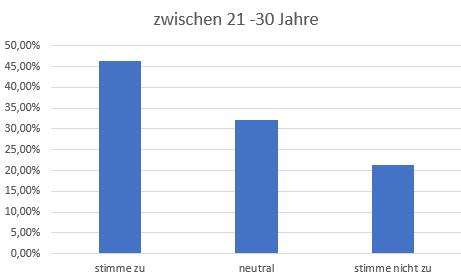 zwischen 21 -30 Jahre
50,00%
45,00%
40,00%
35,00%
30,00%
25,00%
20,00%
15,00%
10,00%
5,00%
0,00%
stimme zu
neutral
stimme nicht zu